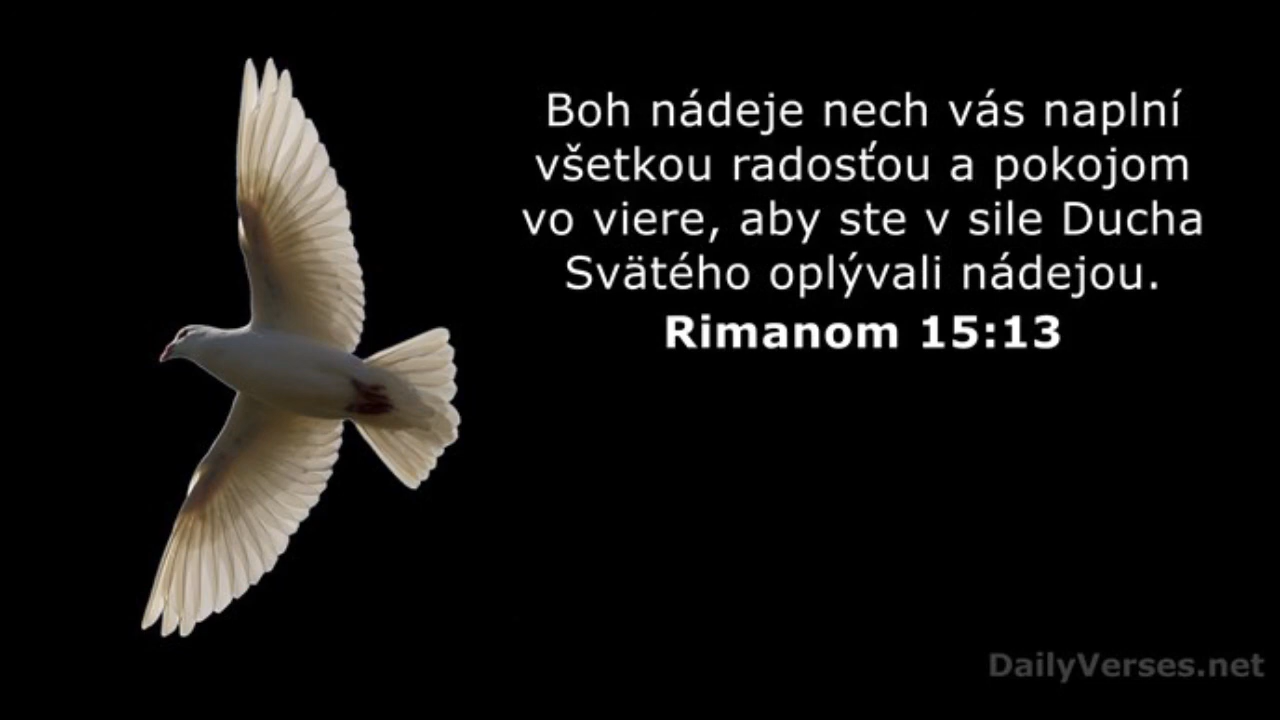 Boh nádeje nech vás naplní
všetkou radosťou a pokojom
vo viere, aby ste v sile Ducha
Svätého oplývali nádejou.
Rimanom 15:13
DailyVerses.net